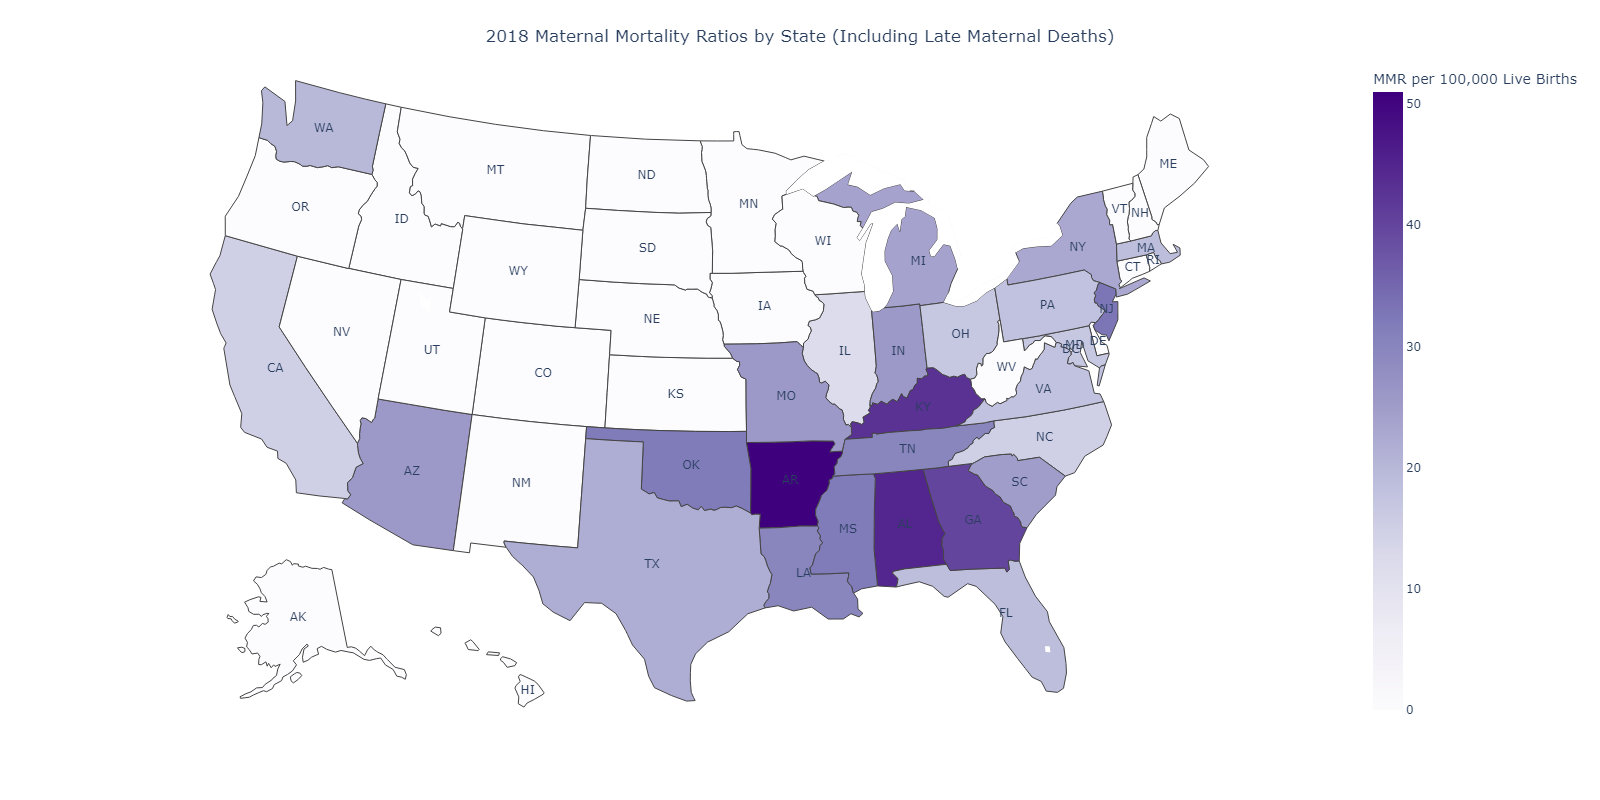 2018 Maternal Mortality Ratios by State (Including Late Maternal Deaths)
MMR per 100,000 Live Births
50
40
30
20
10
0
WA
MT
ND
MN
ME
OR
ID
SD
WI
MI
NY
VT
NH
MA
RI
CT
WY
IA
NE
PA
NJ
NV
UT
CO
IL
IN
OH
MD
DE
DC
CA
KS
MO
WV
VA
KY
AZ
NM
OK
AR
TN
NC
SC
TX
LA
MS
AL
GA
FL
AK
HI